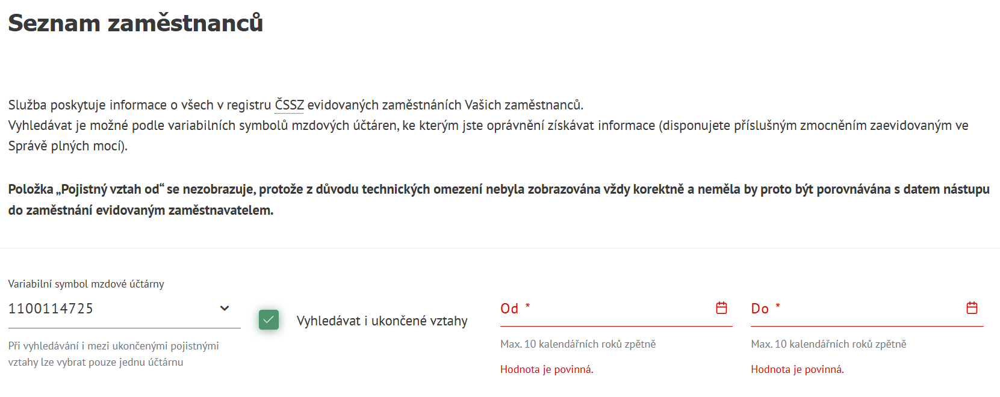 Seznam zaměstnanců
Služba poskytuje informace o všech v registru ČSSZ evidovaných zaměstnáních Vašich zaměstnanců.
Vyhledávat je možné podle variabilních symbolů mzdových účtáren, ke kterým jste oprávnění získávat informace (disponujete příslušným zmocněním zaevidovaným ve
Správě plných mocí).
Položka „Pojistný vztah od“ se nezobrazuje, protože z důvodu technických omezení nebyla zobrazována vždy korektně a neměla by proto být porovnávána s datem nástupu
do zaměstnání evidovaným zaměstnavatelem.
Variabilní symbol mzdové účtárny
1100114725
Vyhledávat i ukončené vztahy
Od *
Do *
Při vyhledávání i mezi ukončenými pojistnými
vztahy lze vybrat pouze jednu účtárnu
Max. 10 kalendářních roků zpětně
Hodnota je povinná.
Max. 10 kalendářních roků zpětně
Hodnota je povinná.